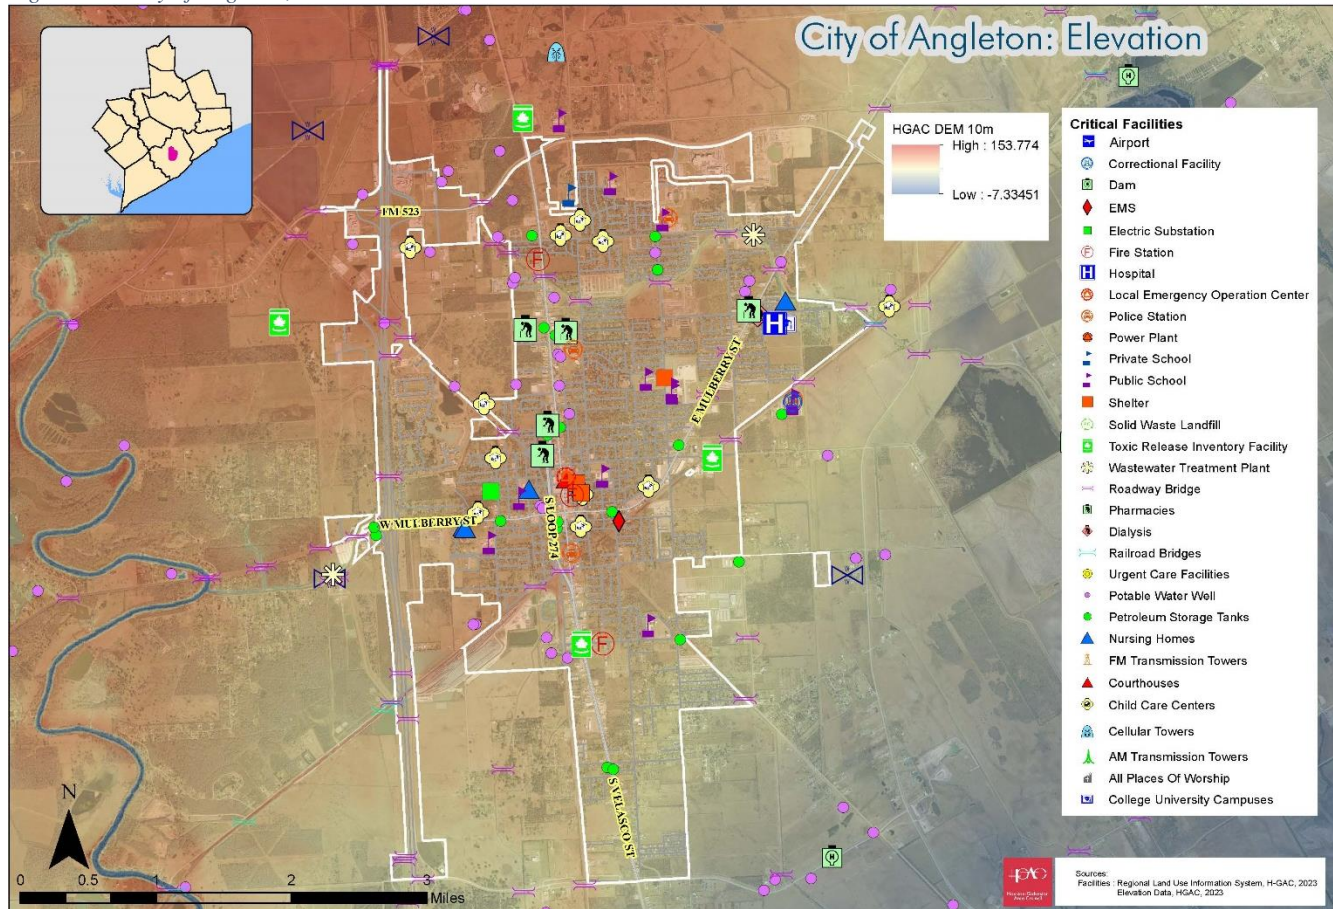 City of Angleton: Elevation
HGAC DEM 10m
High : 153.774
Low : -7.33451
Critical Facilities
Airport
Correctional Facility
Dam
EMS
Electric Substation
Fire Station
Hospital
Local Emergency Operation Center
Police Station
Power Plant
Private School
Public School
Shelter
Solid Waste Landfill
Toxic Release Inventory Facility
Wastewater Treatment Plant
Roadway Bridge
Pharmacies
Dialysis
Railroad Bridges
Urgent Care Facilities
Potable Water Well
Petroleum Storage Tanks
Nursing Homes
FM Transmission Towers
Courthouses
Child Care Centers
Cellular Towers
AM Transmission Towers
All Places Of Worship
College University Campuses
FM 523
E MULBERRY ST
W MULBERRY ST
S LOOP 274
S VELASCO ST
N
0 0.5 1 2 3
Miles
Sources:
Facilities : Regional Land Use Information System, H-GAC, 2023
Elevation Data, HGAC, 2023